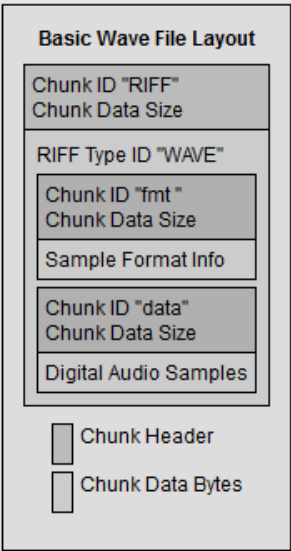 Basic Wave File Layout
Chunk ID "RIFF"
Chunk Data Size
RIFF Type ID "WAVE"
Chunk ID "fmt "
Chunk Data Size
Sample Format Info
Chunk ID "data"
Chunk Data Size
Digital Audio Samples
Chunk Header
Chunk Data Bytes